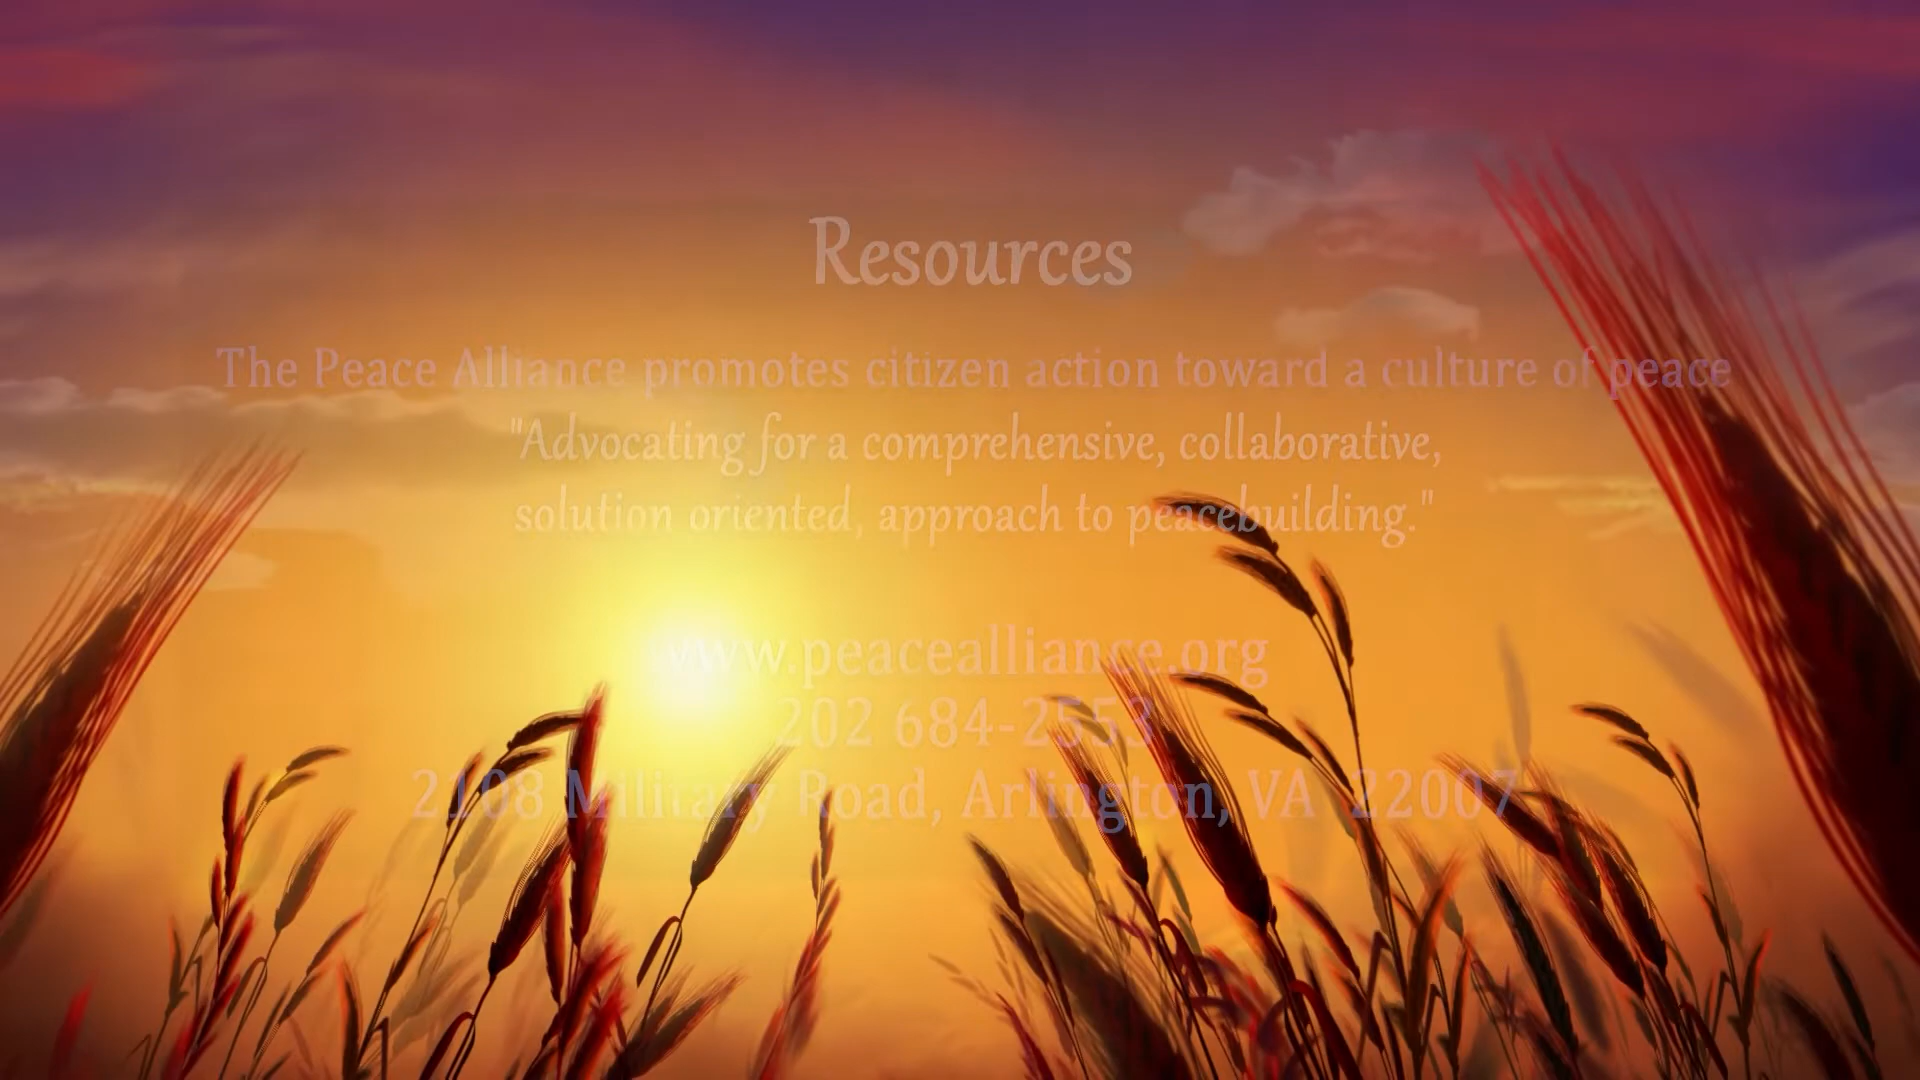 Resources
The Peace Alliance promotes citizen action toward a culture of peace
"Advocating for a comprehensive, collaborative,
solution oriented, approach to peacebuilding."
www.peacealliance.org
202 684-2553
2108 Military Road, Arlington, VA 22007